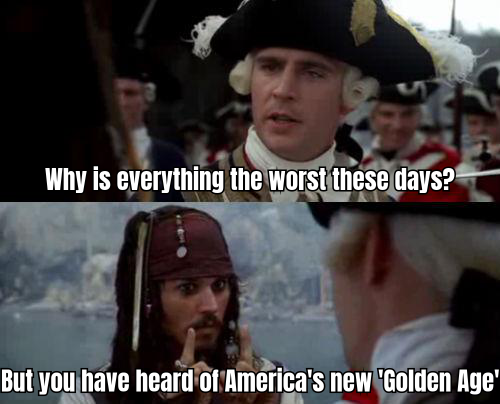 Why is everything the worst these days?
But you have heard of America's new 'Golden Age'